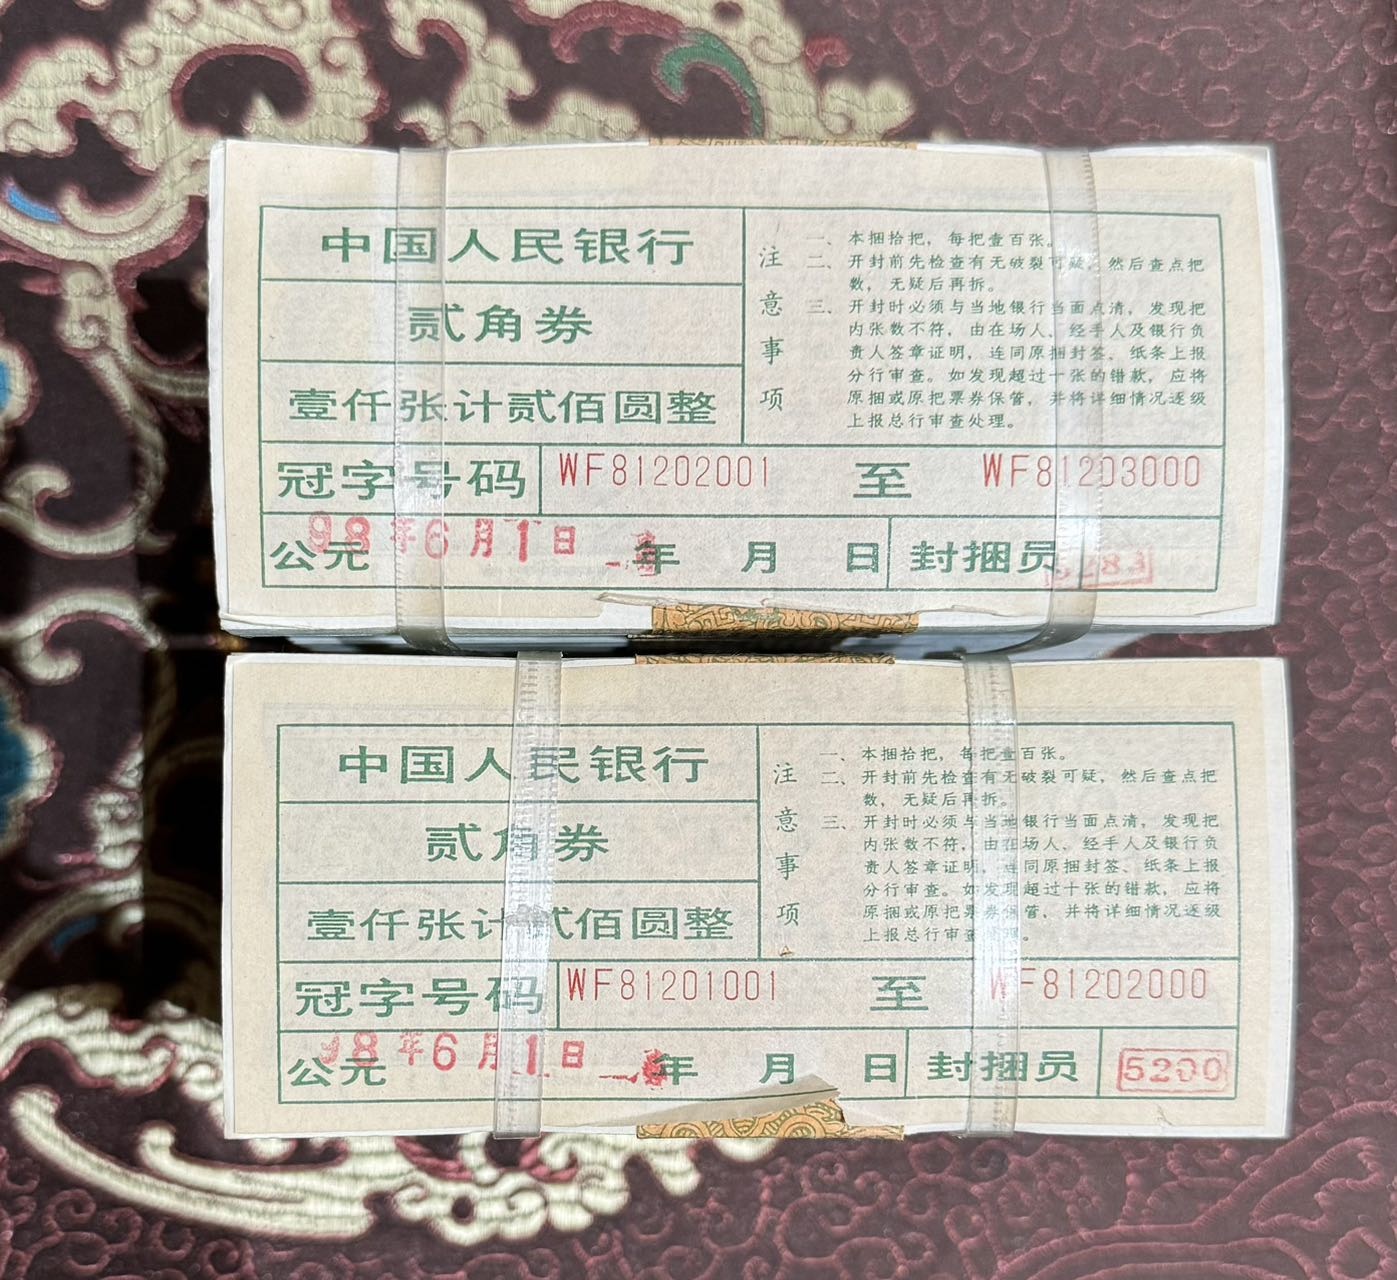 中国人民银行
贰角券
壹仟张计贰佰圆整
注意事项
一、本捆拾把，每把壹百张。
二、开封前先检查有无破裂可疑，然后查点把
数，无疑后再拆。
三、开封时必须与当地银行当面点清，发现把
内张数不符，由在场人、经手人及银行负
责人签章证明，连同原捆封签、纸条上报
分行审查。如发现超过一张的错款，应将
原捆或原把票券保管，并将详细情况逐级
上报总行审查处理。
冠字号码 WF81202001 至 WF81203000
98年6月1日
公元 年 月 日 封捆员
中国人民银行
贰角券
壹仟张计贰佰圆整
注意事项
一、本捆拾把，每把壹百张。
二、开封前先检查有无破裂可疑，然后查点把
数，无疑后再拆。
三、开封时必须与当地银行当面点清，发现把
内张数不符，由在场人、经手人及银行负
责人签章证明，连同原捆封签、纸条上报
分行审查。如发现超过十张的错款，应将
原捆或原把票券保管，并将详细情况逐级
上报总行审查
冠字号码 WF81201001 至 WF81202000
98年6月1日
公元 年 月 日 封捆员 5200